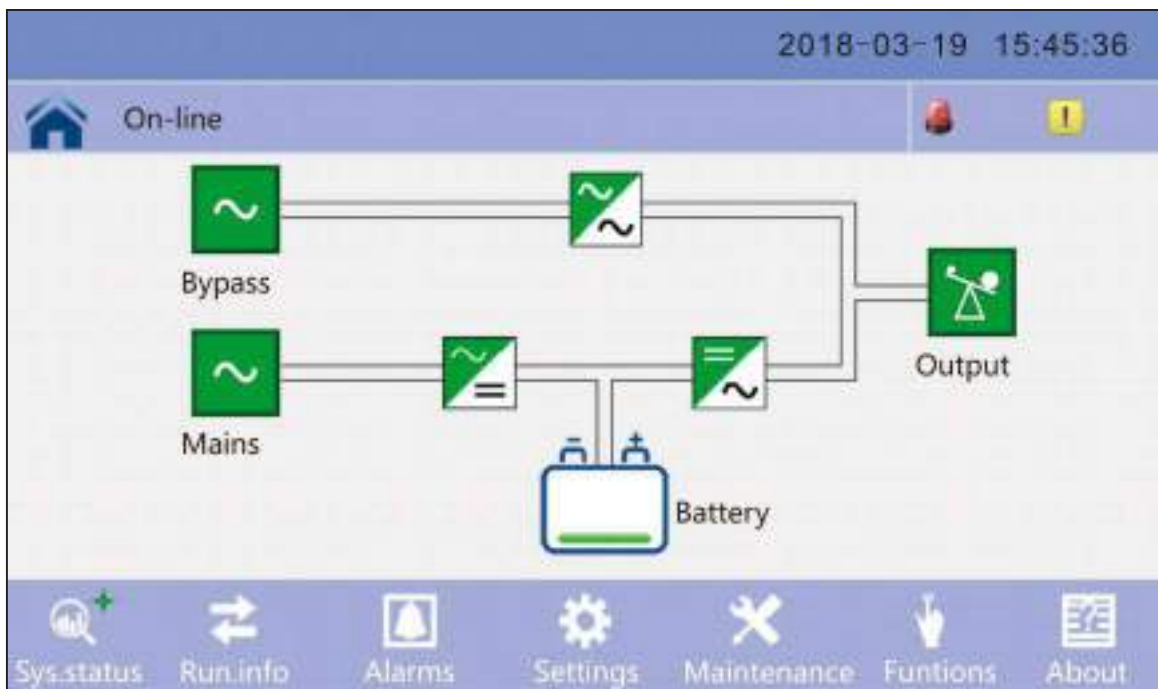 2018-03-19 15:45:36
On-line
Bypass
Output
Mains
Battery
Sys.status Run.info Alarms Settings Maintenance Funtions About